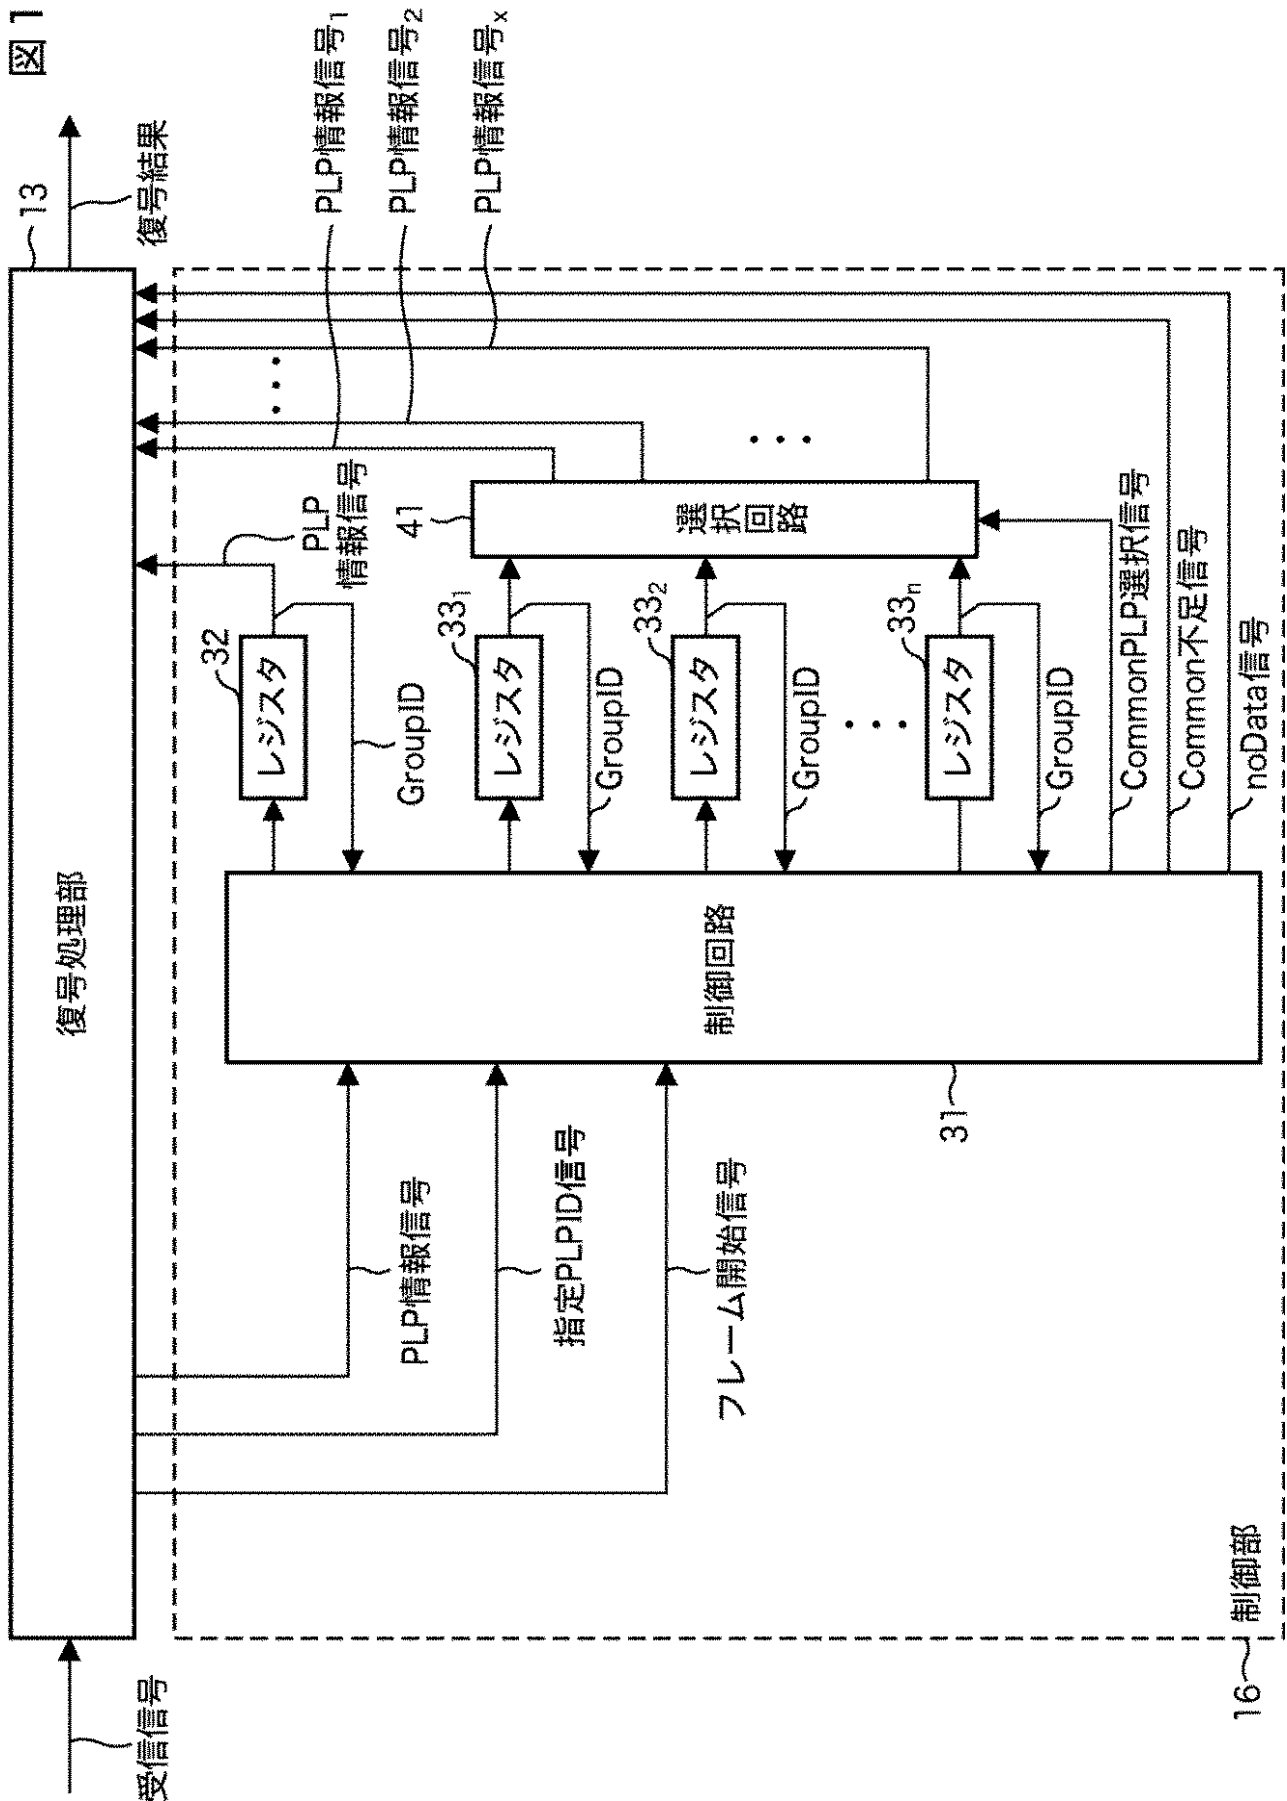 図1
受信信号
復号処理部
13
復号結果
PLP情報信号
指定PLPID信号
フレーム開始信号
制御回路
31
レジスタ
32
GroupID
PLP
情報信号
レジスタ
33₁
GroupID
レジスタ
33₂
GroupID
レジスタ
33ₙ
GroupID
選択回路
41
PLP情報信号₁
PLP情報信号₂
PLP情報信号ₓ
CommonPLP選択信号
Common不足信号
noData信号
制御部
16